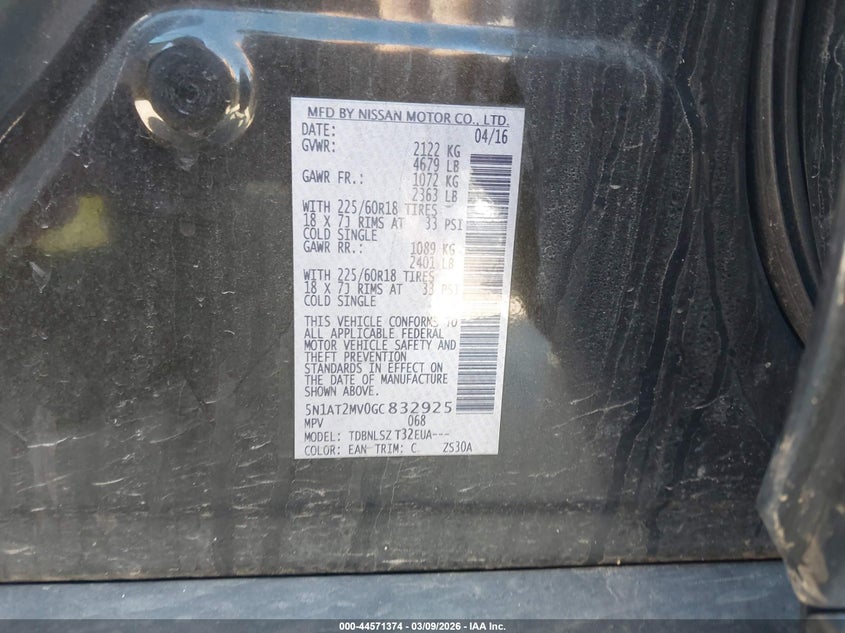 MFD BY NISSAN MOTOR CO., LTD.
DATE: 04/16
GVWR: 2122 KG
4679 LB
GAWR FR.: 1072 KG
2363 LB
WITH 225/60R18 TIRES
18 X 7J RIMS AT 33 PSI
COLD SINGLE
GAWR RR.: 1089 KG
2401 LB
WITH 225/60R18 TIRES
18 X 7J RIMS AT 33 PSI
COLD SINGLE
THIS VEHICLE CONFORMS TO
ALL APPLICABLE FEDERAL
MOTOR VEHICLE SAFETY AND
THEFT PREVENTION
STANDARDS IN EFFECT ON
THE DATE OF MANUFACTURE
SHOWN ABOVE.
5N1AT2MV0GC832925
MPV 068
MODEL: TDBNLSZ T32EUA---
COLOR: EAN TRIM: C ZS30A
000-44571374 | 03/09/2026 - IAA Inc.